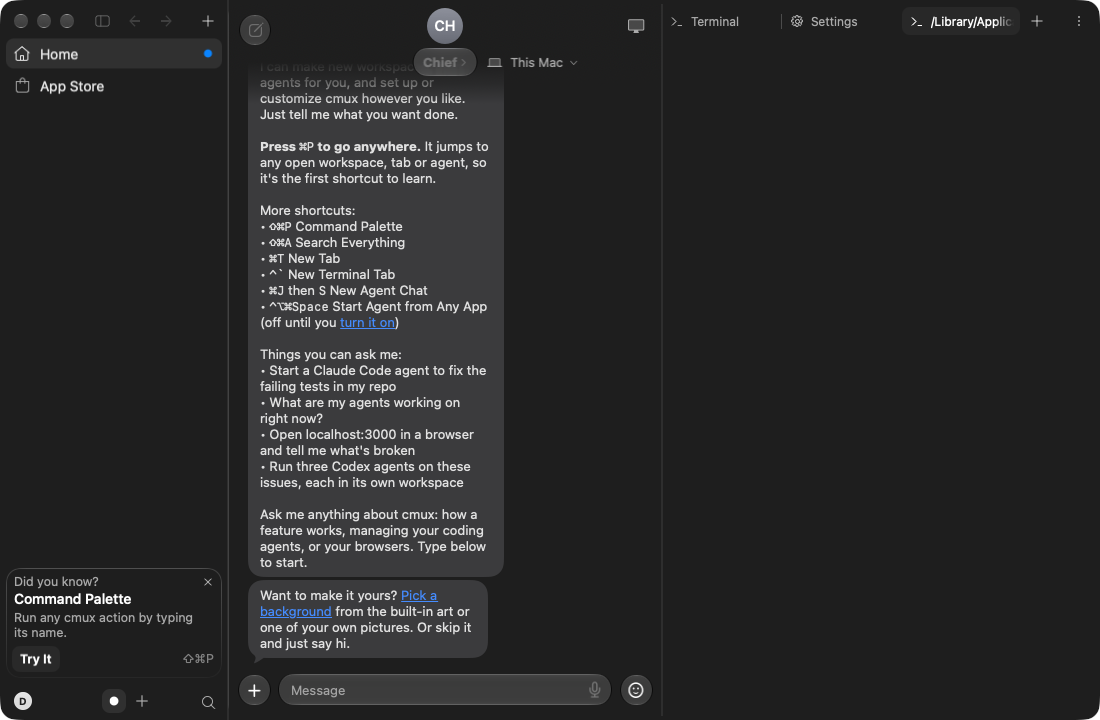 Home
App Store
Did you know?
Command Palette
Run any cmux action by typing
its name.
Try It
⇧⌘P
D
CH
Chief
This Mac
I can make new workspac
agents for you, and set up or
customize cmux however you like.
Just tell me what you want done.
Press ⌘P to go anywhere. It jumps to
any open workspace, tab or agent, so
it's the first shortcut to learn.
More shortcuts:
• ⇧⌘P Command Palette
• ⇧⌘A Search Everything
• ⌘T New Tab
• ^` New Terminal Tab
• ⌘J then S New Agent Chat
• ^⌥⌘Space Start Agent from Any App
(off until you turn it on)
Things you can ask me:
• Start a Claude Code agent to fix the
failing tests in my repo
• What are my agents working on
right now?
• Open localhost:3000 in a browser
and tell me what's broken
• Run three Codex agents on these
issues, each in its own workspace
Ask me anything about cmux: how a
feature works, managing your coding
agents, or your browsers. Type below
to start.
Want to make it yours? Pick a
background from the built-in art or
one of your own pictures. Or skip it
and just say hi.
Message
Terminal
Settings
/Library/Applic